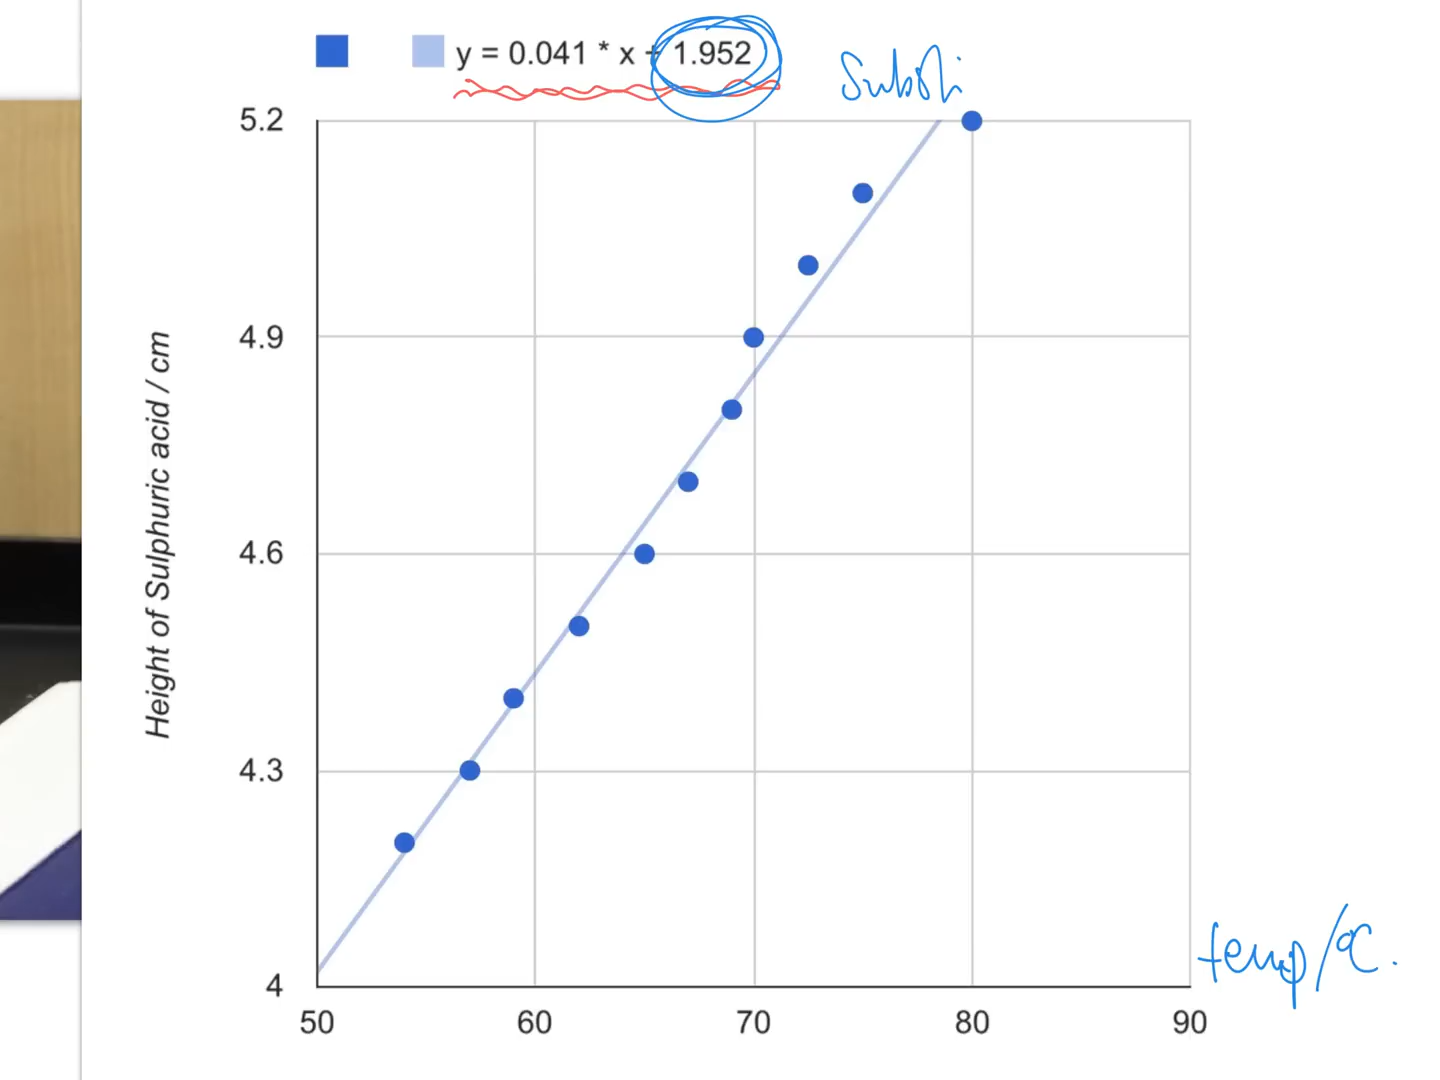 y = 0.041 * x + 1.952
Substi
5.2
4.9
4.6
4.3
4
Height of Sulphuric acid / cm
50 60 70 80 90
temp/°C.